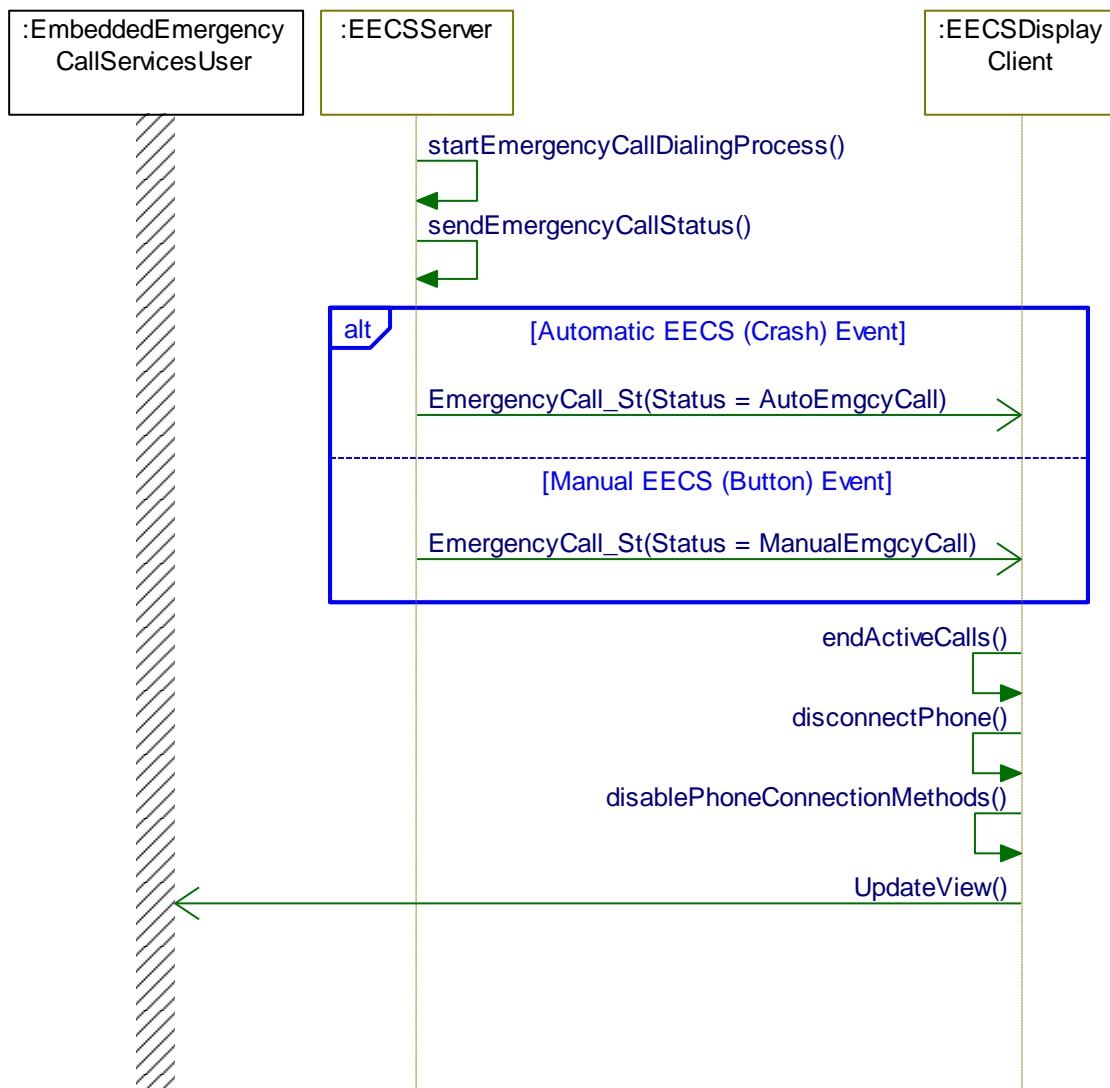 :EmbeddedEmergency
CallServicesUser
:EECSServer
:EECSDisplay
Client
startEmergencyCallDialingProcess()
sendEmergencyCallStatus()
alt
[Automatic EECS (Crash) Event]
EmergencyCall_St(Status = AutoEmgcyCall)
[Manual EECS (Button) Event]
EmergencyCall_St(Status = ManualEmgcyCall)
endActiveCalls()
disconnectPhone()
disablePhoneConnectionMethods()
UpdateView()